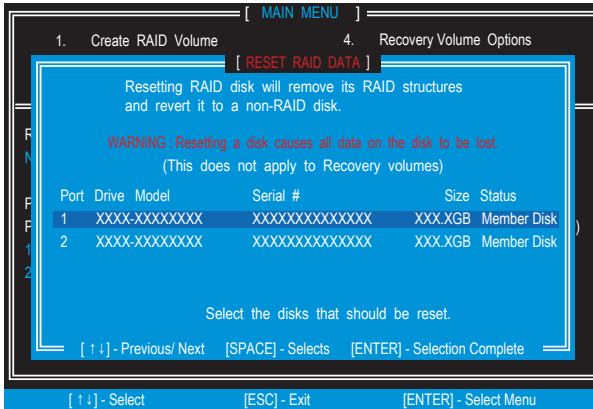 [ MAIN MENU ]
1. Create RAID Volume 4. Recovery Volume Options
[ RESET RAID DATA ]
Resetting RAID disk will remove its RAID structures
and revert it to a non-RAID disk.
WARNING : Resetting a disk causes all data on the disk to be lost.
(This does not apply to Recovery volumes)
Port Drive Model Serial # Size Status
1 XXXX-XXXXXXXX XXXXXXXXXXXXXX XXX.XGB Member Disk
2 XXXX-XXXXXXXX XXXXXXXXXXXXXX XXX.XGB Member Disk
Select the disks that should be reset.
[ ↑↓] - Previous/ Next [SPACE] - Selects [ENTER] - Selection Complete
[ ↑↓] - Select [ESC] - Exit [ENTER] - Select Menu